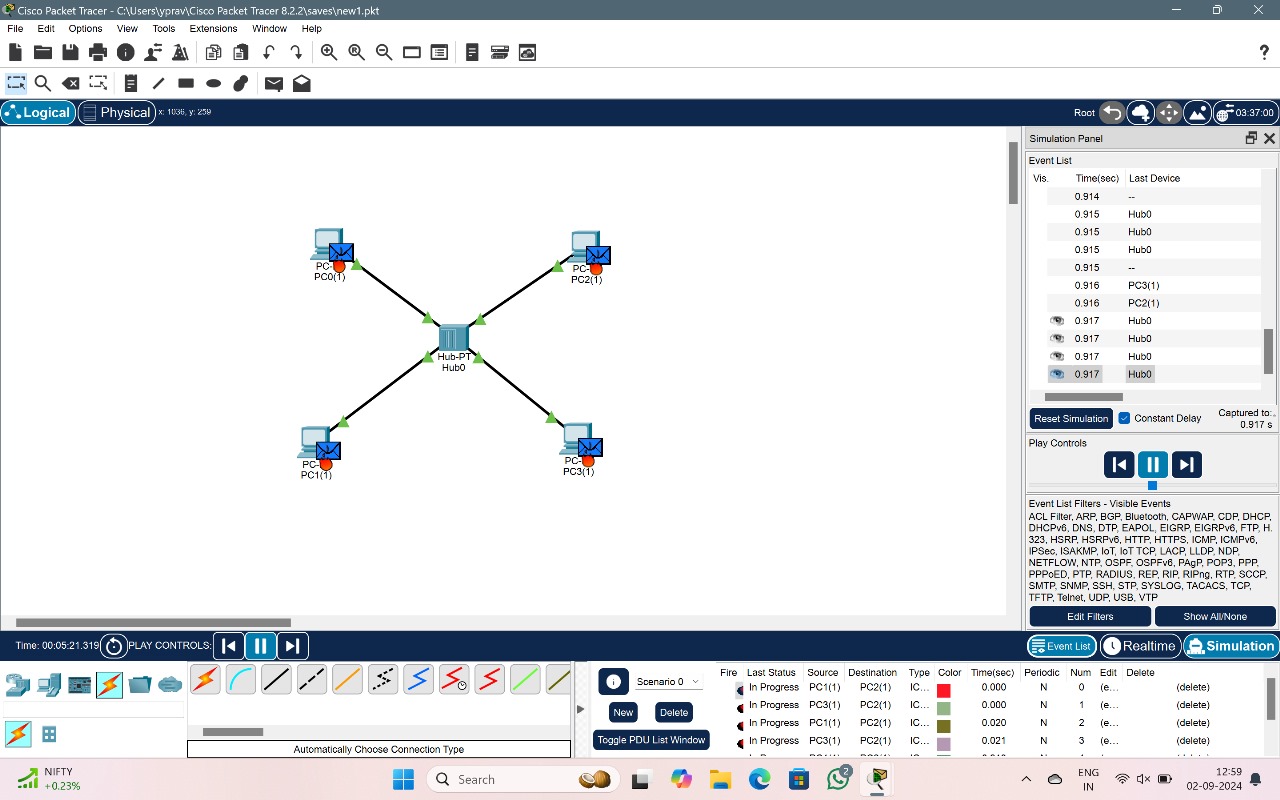 Cisco Packet Tracer - C:\Users\yprav\Cisco Packet Tracer 8.2.2\saves\new1.pkt
File Edit Options View Tools Extensions Window Help
Logical Physical x: 1036, y: 259 Root 03:37:00
Simulation Panel
Event List
Vis. Time(sec) Last Device
0.914 --
0.915 Hub0
0.915 Hub0
0.915 Hub0
0.915 --
0.916 PC3(1)
0.916 PC2(1)
0.917 Hub0
0.917 Hub0
0.917 Hub0
0.917 Hub0
PC-
PC0(1)
PC-
PC2(1)
Hub-PT
Hub0
PC-
PC1(1)
PC-
PC3(1)
Reset Simulation Constant Delay Captured to:
0.917 s
Play Controls
Event List Filters - Visible Events
ACL Filter, ARP, BGP, Bluetooth, CAPWAP, CDP, DHCP,
DHCPv6, DNS, DTP, EAPOL, EIGRP, EIGRPv6, FTP, H.
323, HSRP, HSRPv6, HTTP, HTTPS, ICMP, ICMPv6,
IPSec, ISAKMP, IoT, IoT TCP, LACP, LLDP, NDP,
NETFLOW, NTP, OSPF, OSPFv6, PAgP, POP3, PPP,
PPPoED, PTP, RADIUS, REP, RIP, RIPng, RTP, SCCP,
SMTP, SNMP, SSH, STP, SYSLOG, TACACS, TCP,
TFTP, Telnet, UDP, USB, VTP
Edit Filters Show All/None
Time: 00:05:21.319 PLAY CONTROLS: Event List Realtime Simulation
Scenario 0
New Delete
Toggle PDU List Window
Fire Last Status Source Destination Type Color Time(sec) Periodic Num Edit Delete
In Progress PC1(1) PC2(1) IC... 0.000 N 0 (e... (delete)
In Progress PC3(1) PC2(1) IC... 0.000 N 1 (e... (delete)
In Progress PC1(1) PC2(1) IC... 0.020 N 2 (e... (delete)
In Progress PC3(1) PC2(1) IC... 0.021 N 3 (e... (delete)
Automatically Choose Connection Type
NIFTY
+0.23%
Search
2
ENG
IN
12:59
02-09-2024